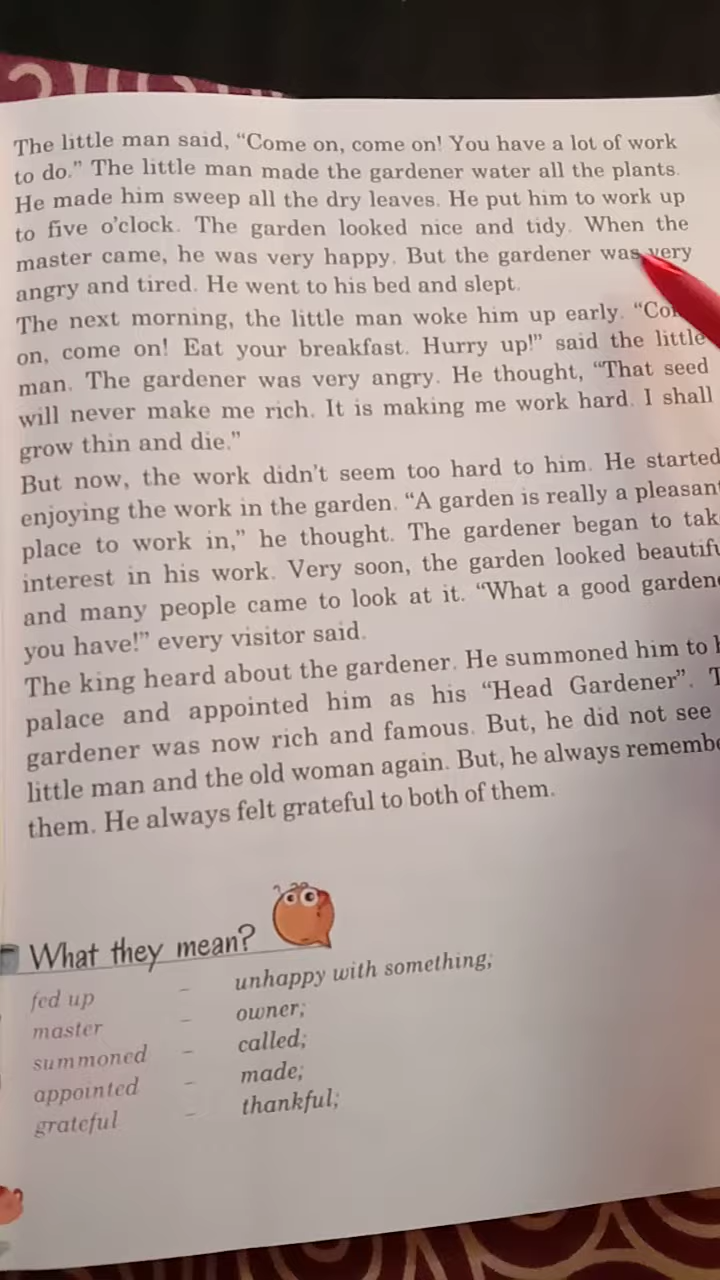 The little man said, “Come on, come on! You have a lot of work
to do.” The little man made the gardener water all the plants.
He made him sweep all the dry leaves. He put him to work up
to five o’clock. The garden looked nice and tidy. When the
master came, he was very happy. But the gardener was very
angry and tired. He went to his bed and slept.
The next morning, the little man woke him up early.
on, come on! Eat your breakfast. Hurry up!” said the little
man. The gardener was very angry. He thought, “That seed
will never make me rich. It is making me work hard. I shall
grow thin and die.”
But now, the work didn’t seem too hard to him. He started
enjoying the work in the garden. “A garden is really a pleasant
place to work in,” he thought. The gardener began to
interest in his work. Very soon, the garden looked
and many people came to look at it. “What a good
you have!” every visitor said.
The king heard about the gardener. He summoned him to
palace and appointed him as his “Head Gardener”.
gardener was now rich and famous. But, he did not see
little man and the old woman again. But, he always
them. He always felt grateful to both of them.
What they mean?
fed up – unhappy with something;
master – owner;
summoned – called;
appointed – made;
grateful – thankful;